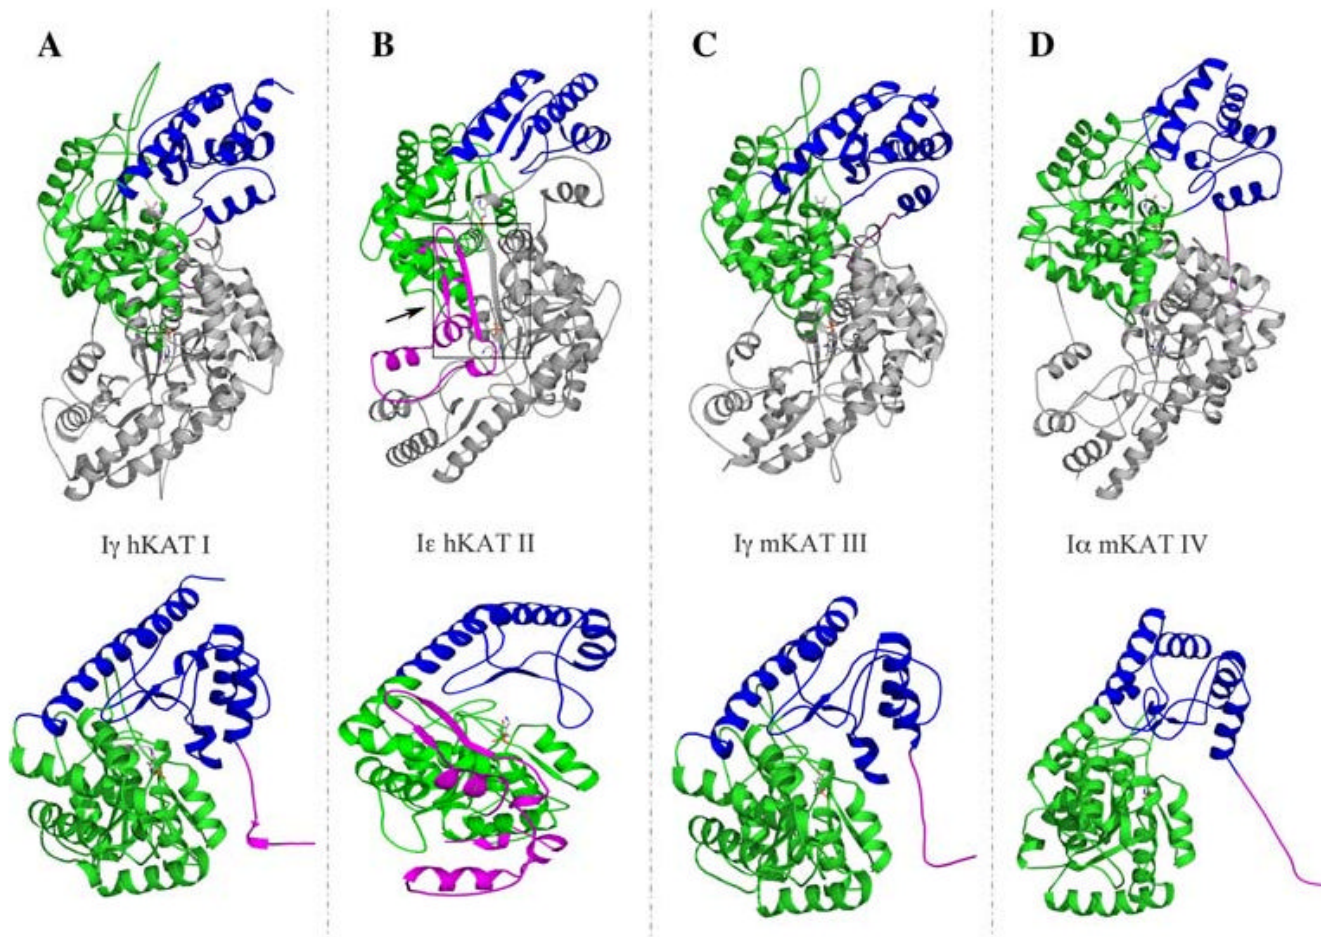 A
B
C
D
Iγ hKAT I
Iε hKAT II
Iγ mKAT III
Iα mKAT IV